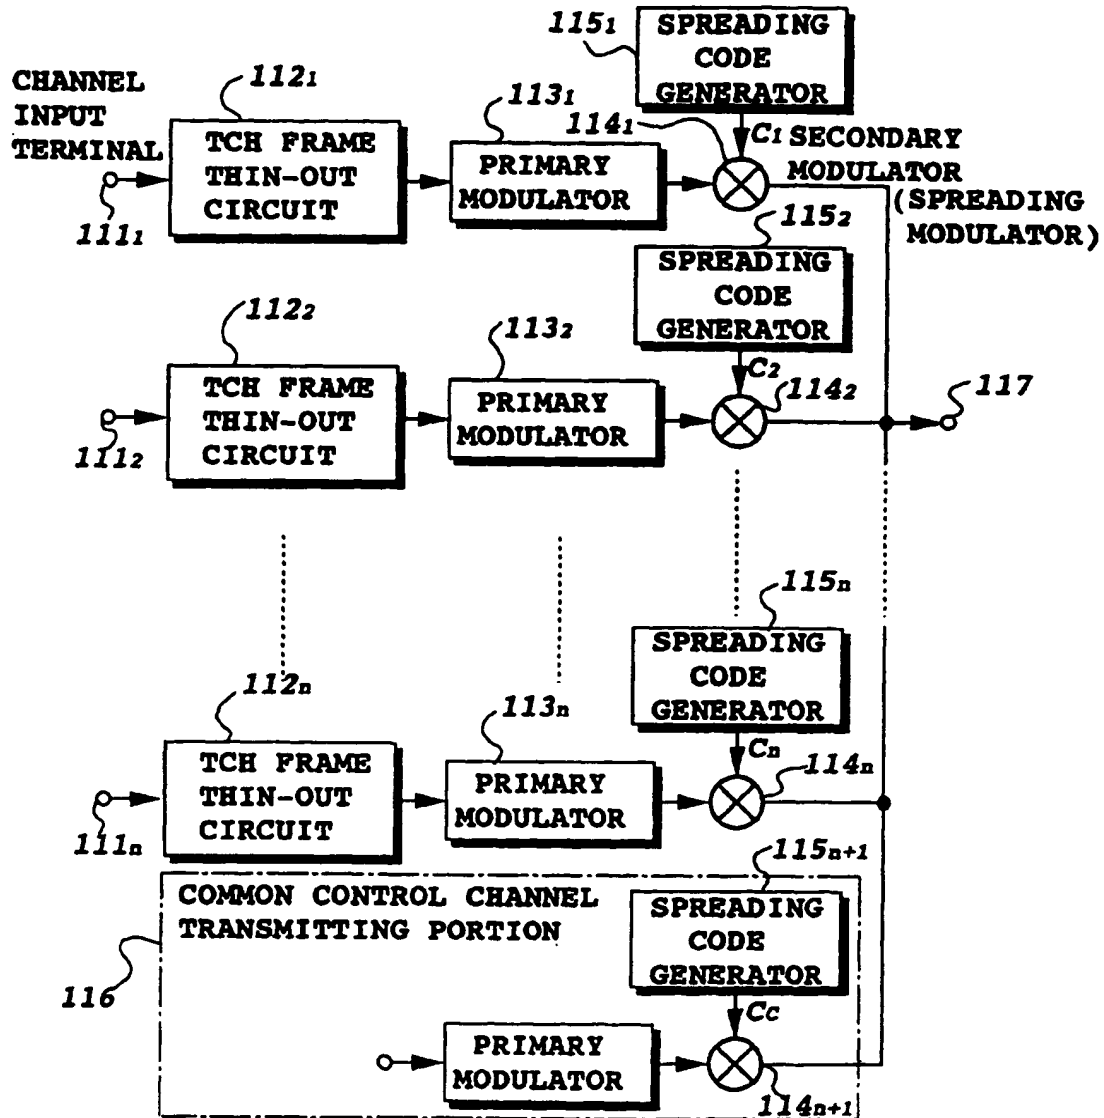 115₁
SPREADING
CODE
GENERATOR
CHANNEL
INPUT
TERMINAL
112₁
TCH FRAME
THIN-OUT
CIRCUIT
113₁
PRIMARY
MODULATOR
114₁
C₁
SECONDARY
MODULATOR
(SPREADING
MODULATOR)
111₁
115₂
SPREADING
CODE
GENERATOR
112₂
TCH FRAME
THIN-OUT
CIRCUIT
113₂
PRIMARY
MODULATOR
C₂
114₂
117
111₂
115ₙ
SPREADING
CODE
GENERATOR
112ₙ
TCH FRAME
THIN-OUT
CIRCUIT
113ₙ
PRIMARY
MODULATOR
Cₙ
114ₙ
111ₙ
115ₙ₊₁
COMMON CONTROL CHANNEL
TRANSMITTING PORTION
SPREADING
CODE
GENERATOR
116
Cc
PRIMARY
MODULATOR
114ₙ₊₁